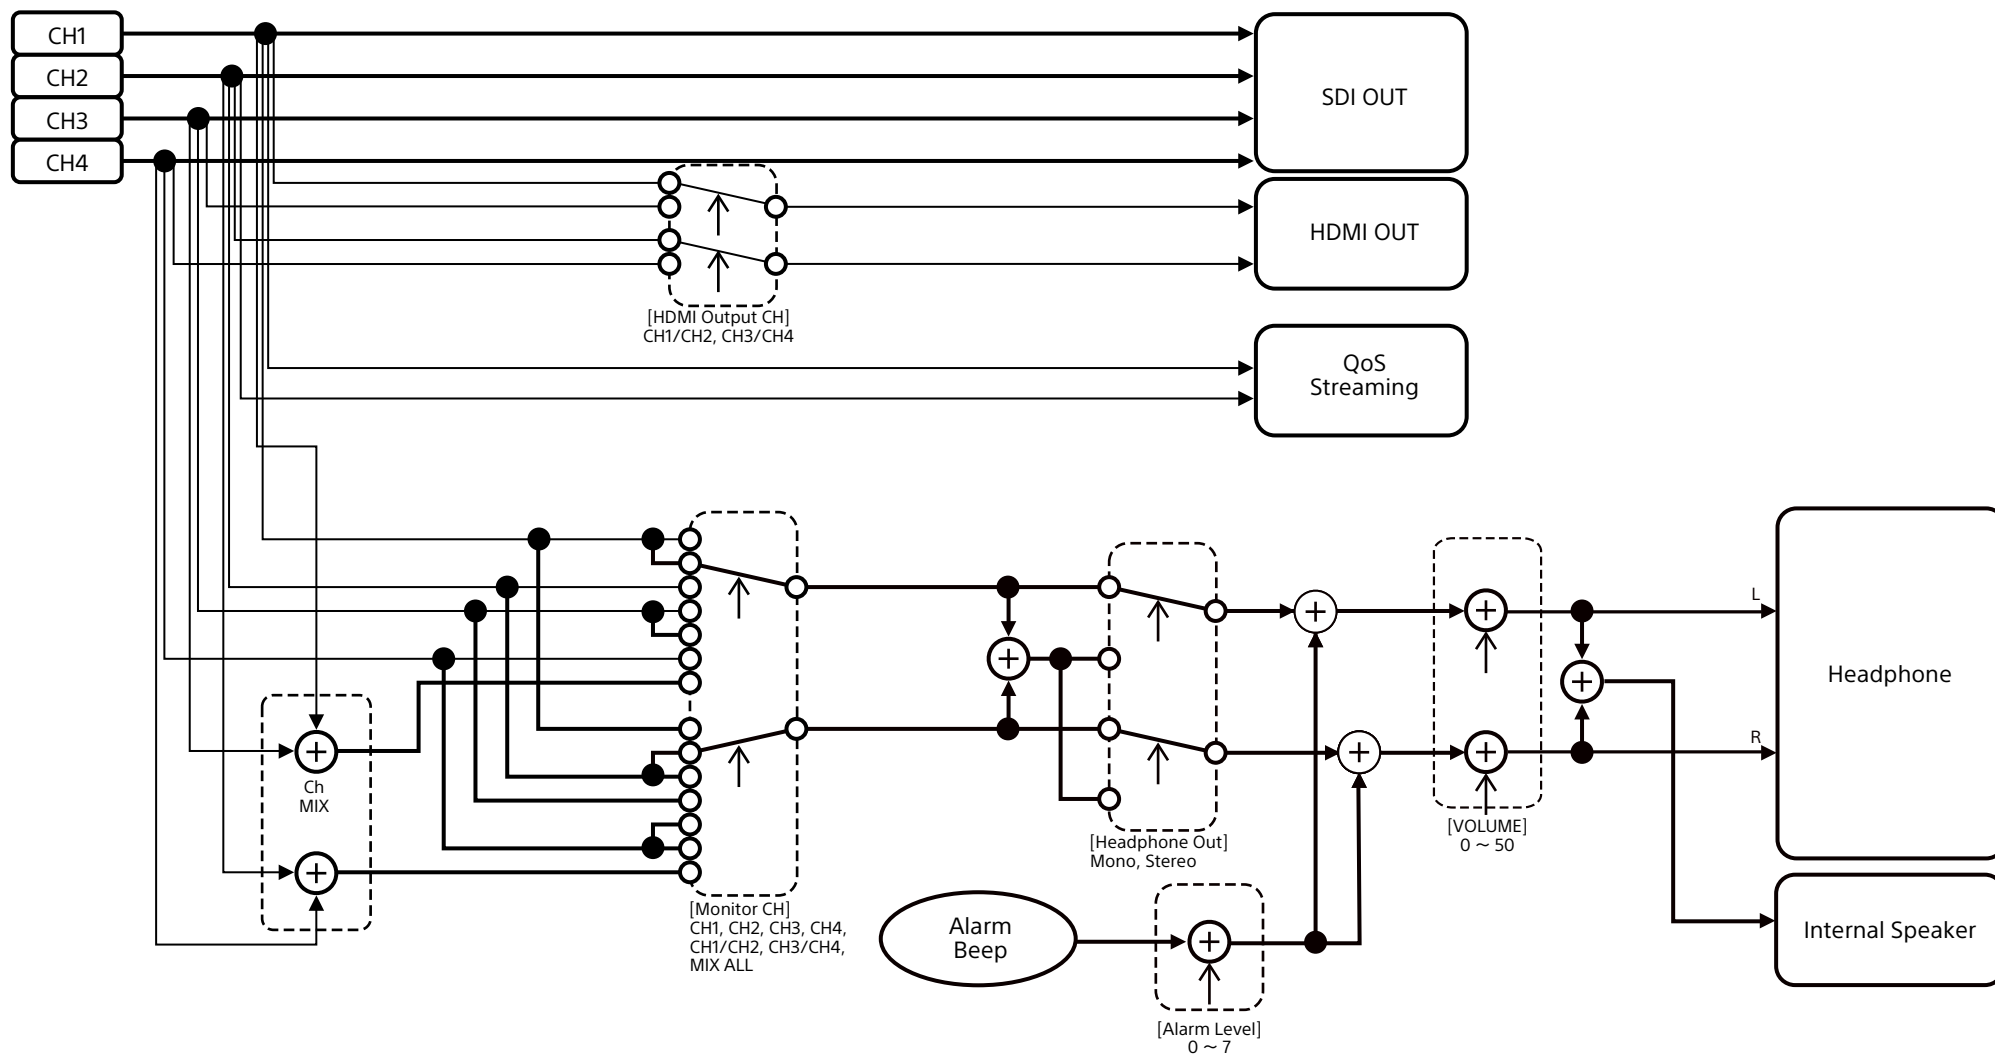 CH1
CH2
CH3
CH4
SDI OUT
HDMI OUT
[HDMI Output CH]
CH1/CH2, CH3/CH4
QoS
Streaming
L
R
Headphone
Ch
MIX
[VOLUME]
0 ~ 50
[Headphone Out]
Mono, Stereo
[Monitor CH]
CH1, CH2, CH3, CH4,
CH1/CH2, CH3/CH4,
MIX ALL
Alarm
Beep
Internal Speaker
[Alarm Level]
0 ~ 7